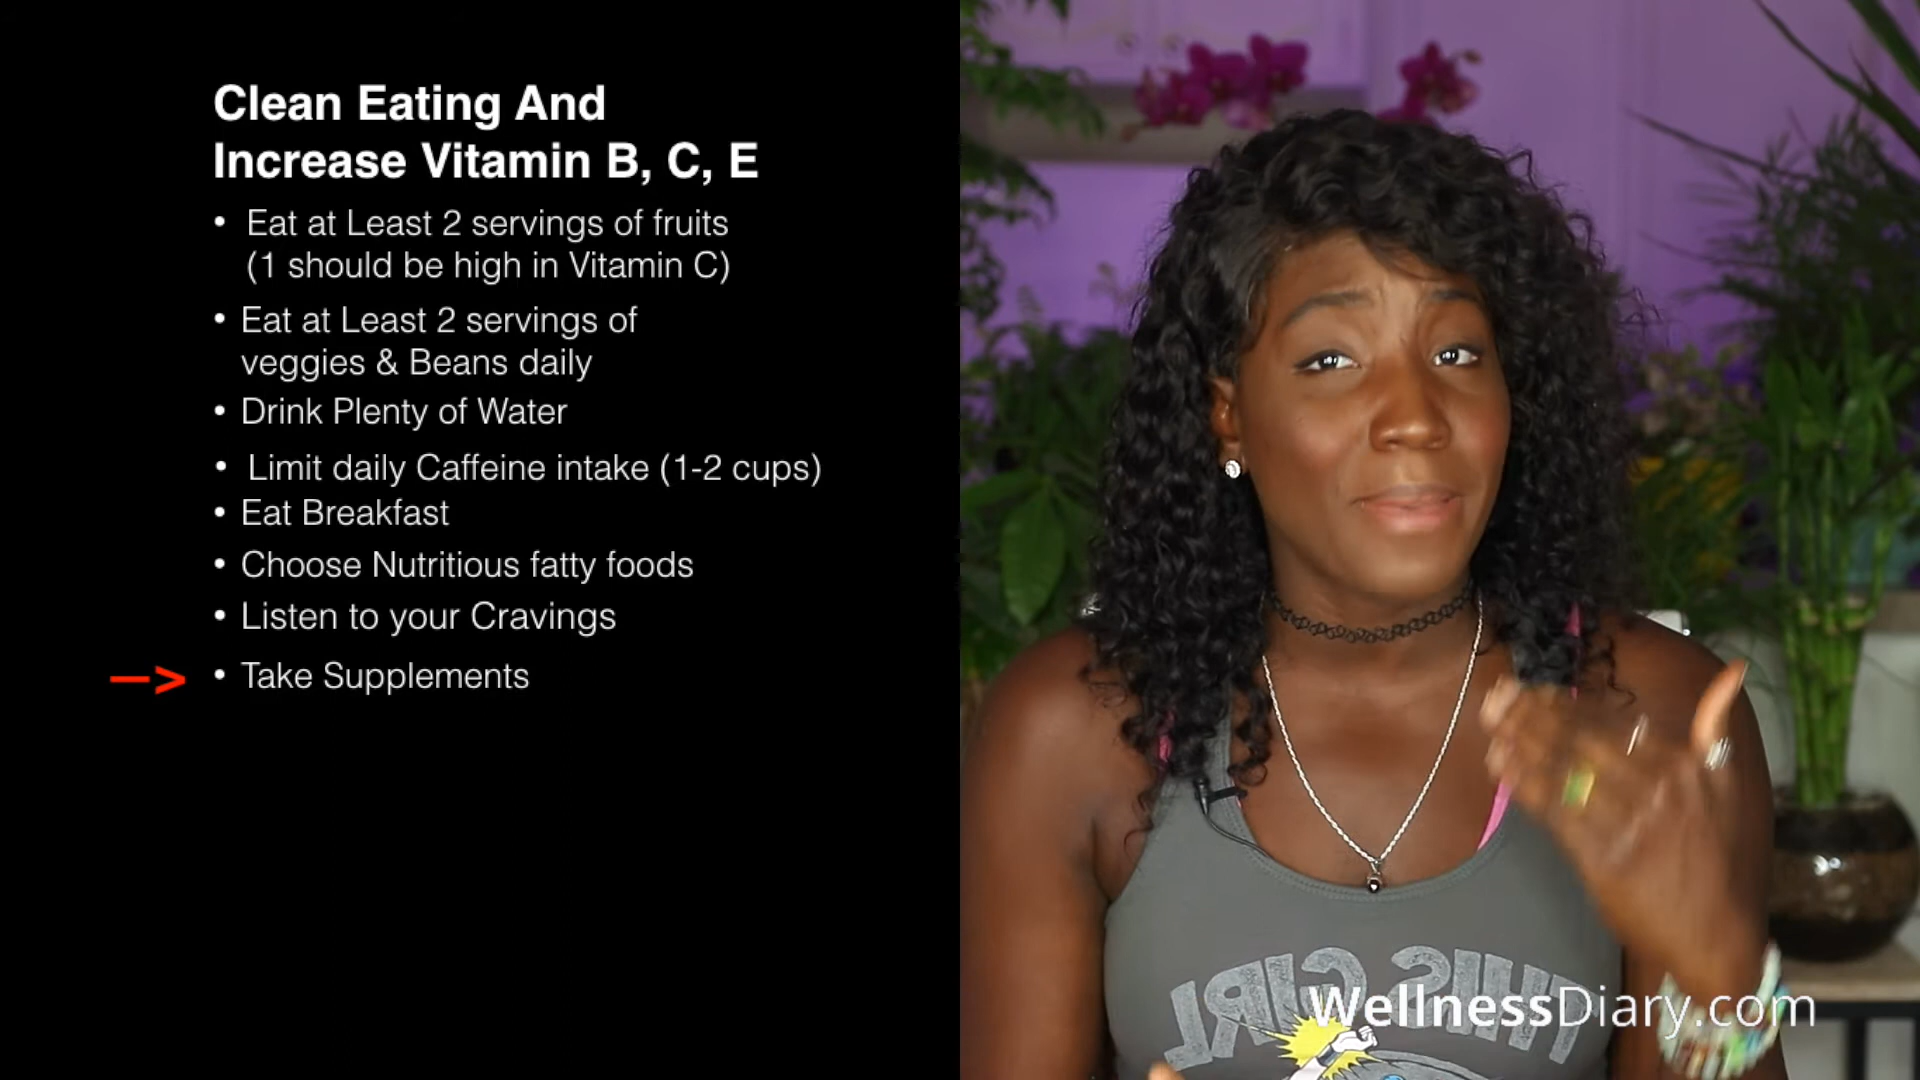 Clean Eating And
Increase Vitamin B, C, E
• Eat at Least 2 servings of fruits
(1 should be high in Vitamin C)
• Eat at Least 2 servings of
veggies & Beans daily
• Drink Plenty of Water
• Limit daily Caffeine intake (1-2 cups)
• Eat Breakfast
• Choose Nutritious fatty foods
• Listen to your Cravings
—> • Take Supplements
THIS GIRL
WellnessDiary.com